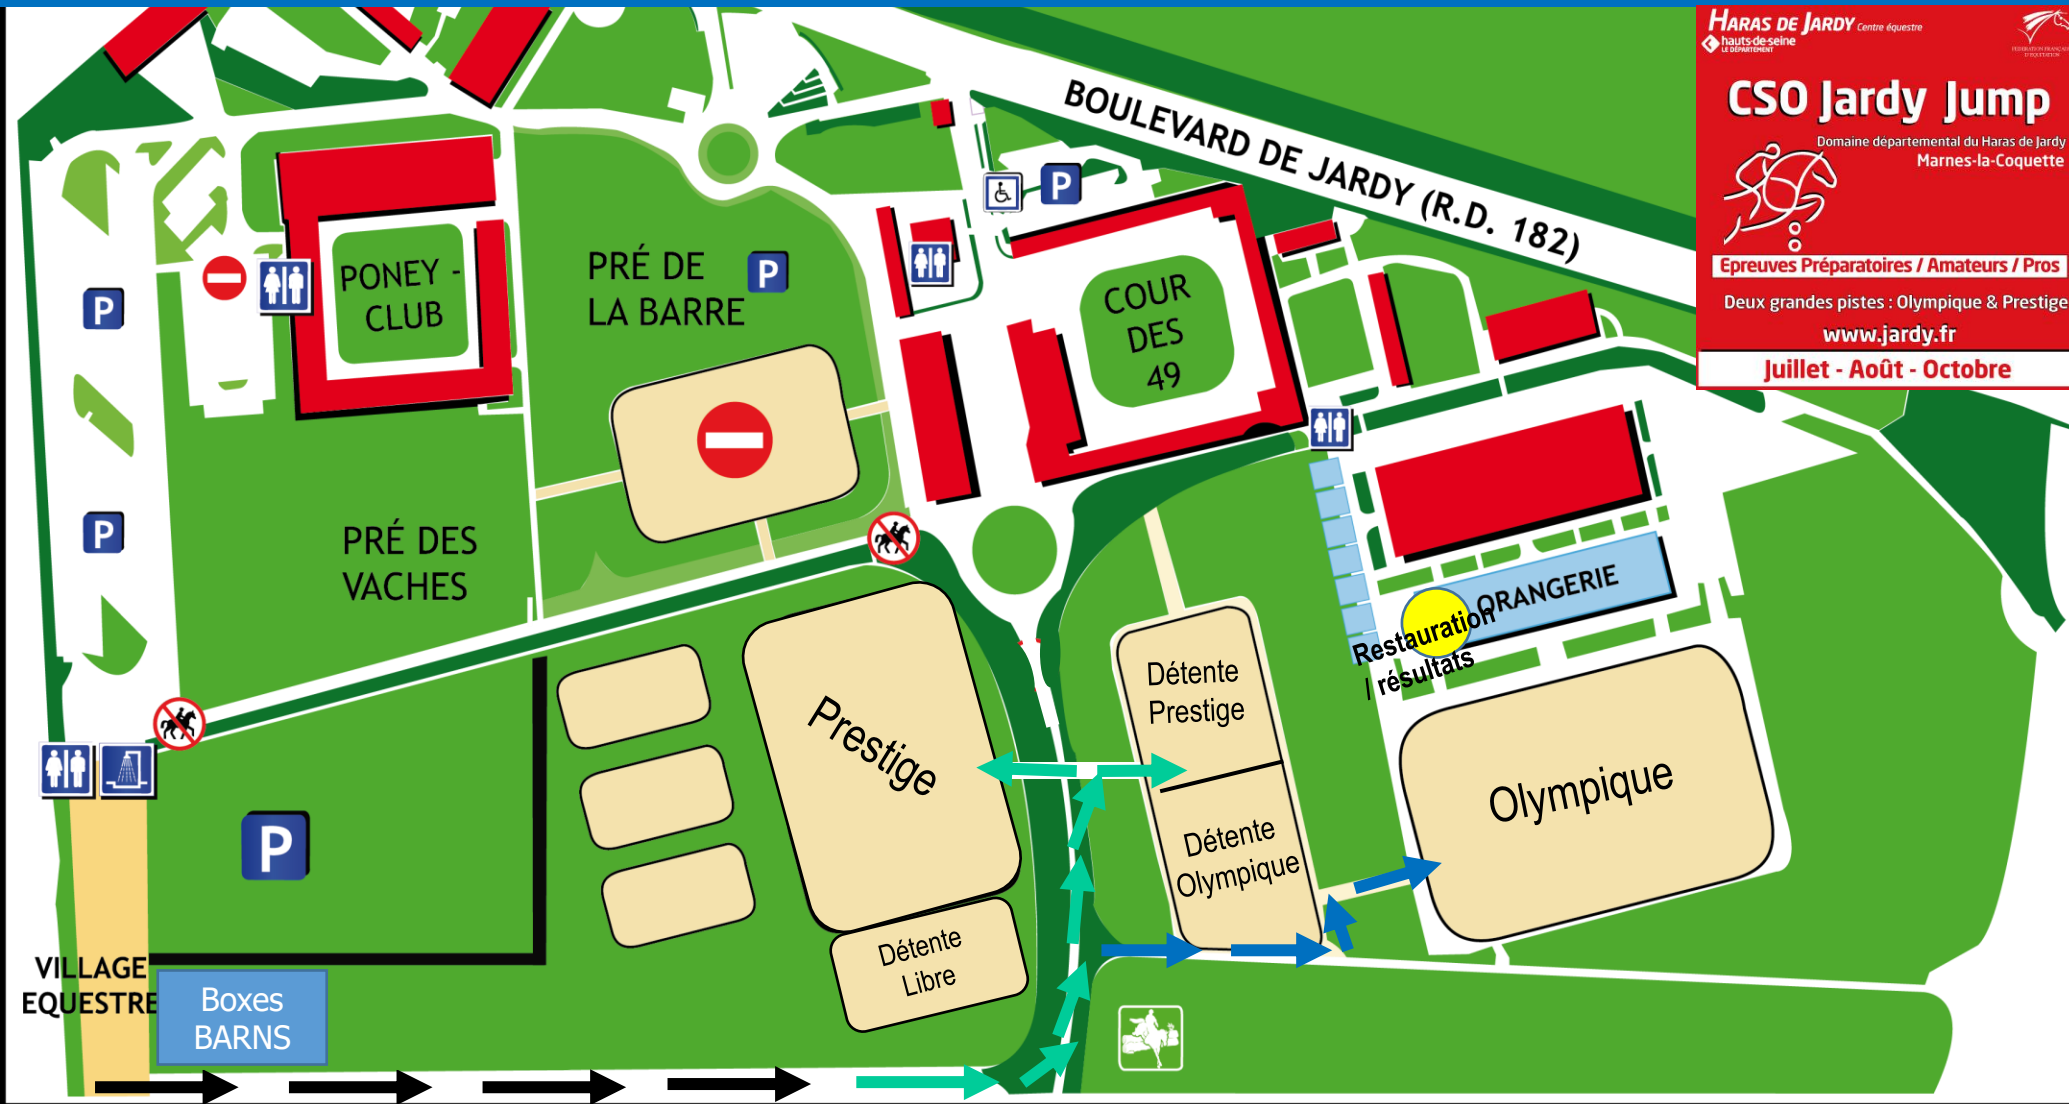 HARAS DE JARDY Centre équestre
hauts-de-seine
LE DÉPARTEMENT
FÉDÉRATION FRANÇAISE
D'ÉQUITATION
CSO Jardy Jump
Domaine départemental du Haras de Jardy
Marnes-la-Coquette
Epreuves Préparatoires / Amateurs / Pros
Deux grandes pistes : Olympique & Prestige
www.jardy.fr
Juillet - Août - Octobre
BOULEVARD DE JARDY (R.D. 182)
P
PONEY -
CLUB
PRÉ DE
LA BARRE
P
COUR
DES
49
P
P
PRÉ DES
VACHES
ORANGERIE
Restauration
/ résultats
Détente
Prestige
Prestige
Olympique
Détente
Olympique
P
Détente
Libre
VILLAGE
EQUESTRE
Boxes
BARNS